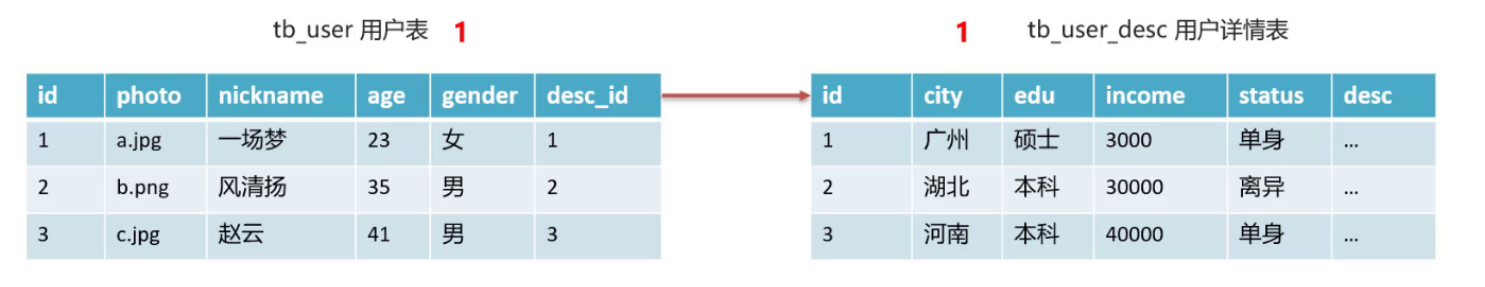 tb_user 用户表 1 1 tb_user_desc 用户详情表
id photo nickname age gender desc_id id city edu income status desc
1 a.jpg 一场梦 23 女 1 1 广州 硕士 3000 单身 ...
2 b.png 风清扬 35 男 2 2 湖北 本科 30000 离异 ...
3 c.jpg 赵云 41 男 3 3 河南 本科 40000 单身 ...